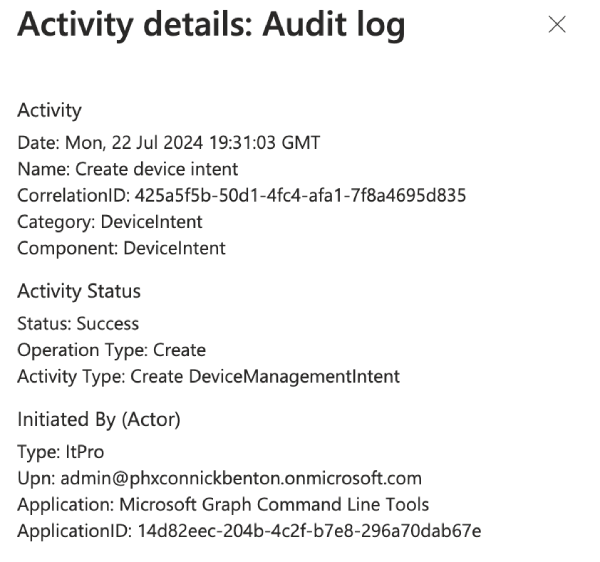 Activity details: Audit log
Activity
Date: Mon, 22 Jul 2024 19:31:03 GMT
Name: Create device intent
CorrelationID: 425a5f5b-50d1-4fc4-afa1-7f8a4695d835
Category: DeviceIntent
Component: DeviceIntent
Activity Status
Status: Success
Operation Type: Create
Activity Type: Create DeviceManagementIntent
Initiated By (Actor)
Type: ItPro
Upn: admin@phxconnickbenton.onmicrosoft.com
Application: Microsoft Graph Command Line Tools
ApplicationID: 14d82eec-204b-4c2f-b7e8-296a70dab67e